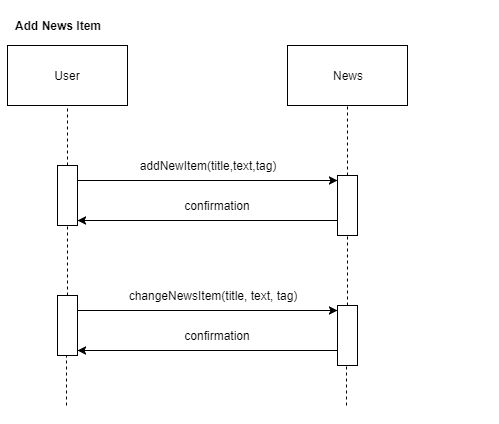 Add News Item
User
News
addNewItem(title,text,tag)
confirmation
changeNewsItem(title, text, tag)
confirmation